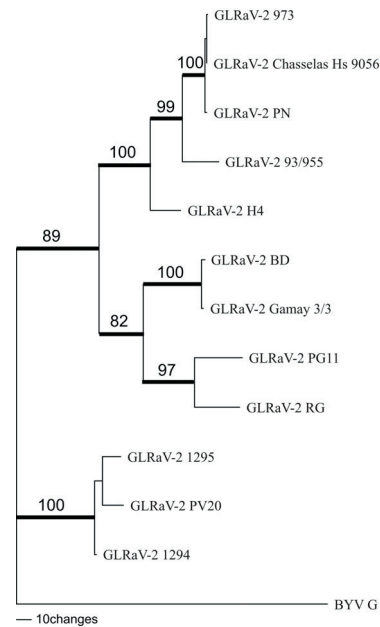 GLRaV-2 973
100
GLRaV-2 Chasselas Hs 9056
99
GLRaV-2 PN
100
GLRaV-2 93/955
GLRaV-2 H4
89
GLRaV-2 BD
100
GLRaV-2 Gamay 3/3
82
GLRaV-2 PG11
97
GLRaV-2 RG
GLRaV-2 1295
100
GLRaV-2 PV20
GLRaV-2 1294
BYV G
10changes